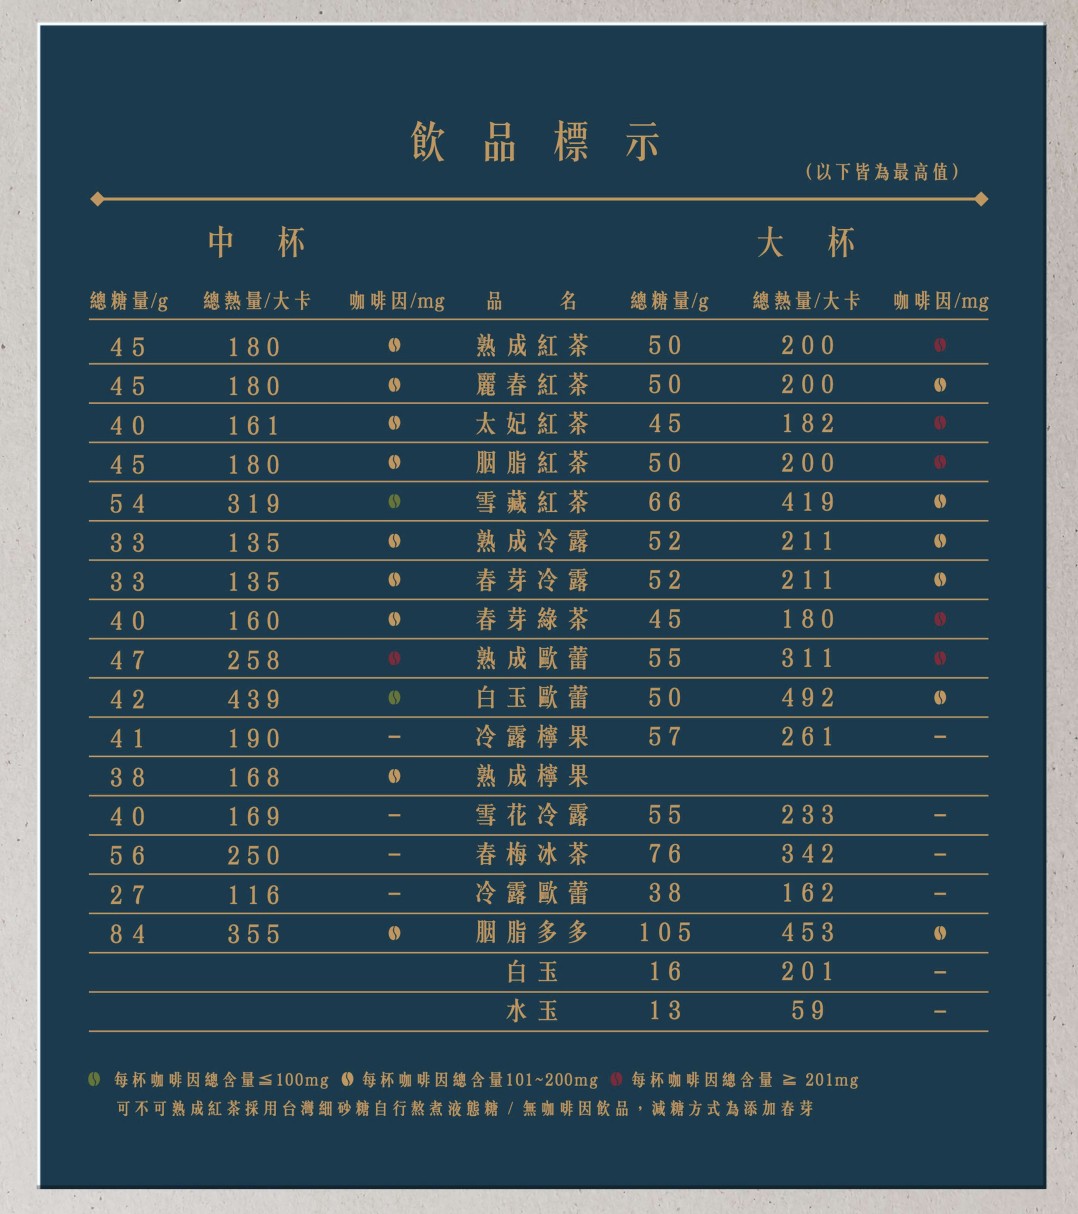 飲品標示
(以下皆為最高值)
中杯 大杯
總糖量/g 總熱量/大卡 咖啡因/mg 品名 總糖量/g 總熱量/大卡 咖啡因/mg
45 180 熟成紅茶 50 200
45 180 麗春紅茶 50 200
40 161 太妃紅茶 45 182
45 180 胭脂紅茶 50 200
54 319 雪藏紅茶 66 419
33 135 熟成冷露 52 211
33 135 春芽冷露 52 211
40 160 春芽綠茶 45 180
47 258 熟成歐蕾 55 311
42 439 白玉歐蕾 50 492
41 190 – 冷露檸果 57 261 –
38 168 熟成檸果
40 169 – 雪花冷露 55 233 –
56 250 – 春梅冰茶 76 342 –
27 116 – 冷露歐蕾 38 162 –
84 355 胭脂多多 105 453
白玉 16 201 –
水玉 13 59 –
每杯咖啡因總含量≦100mg 每杯咖啡因總含量101~200mg 每杯咖啡因總含量 ≧ 201mg
可不可熟成紅茶採用台灣細砂糖自行熬煮液態糖 / 無咖啡因飲品，減糖方式為添加春芽